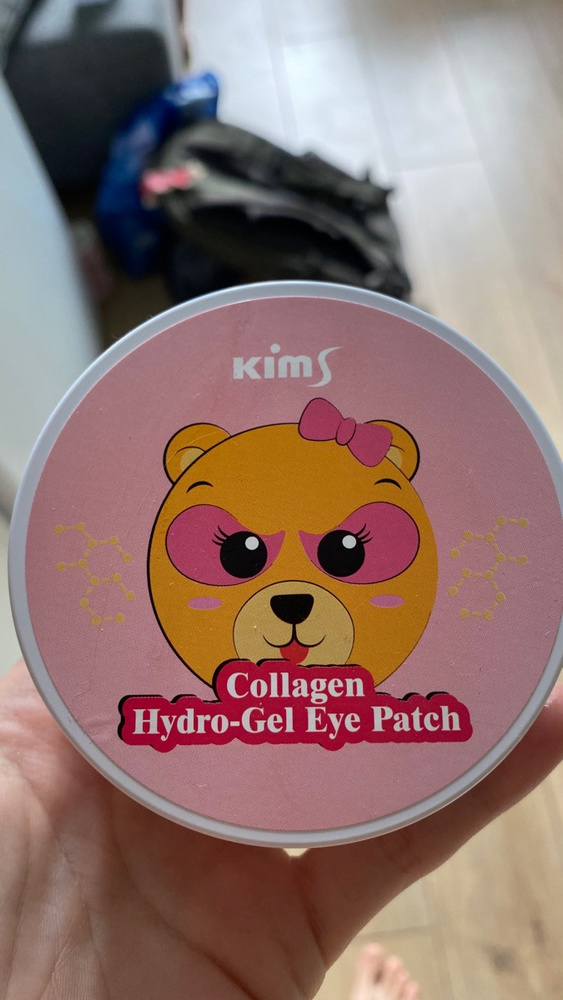 KimS
Collagen
Hydro-Gel Eye Patch